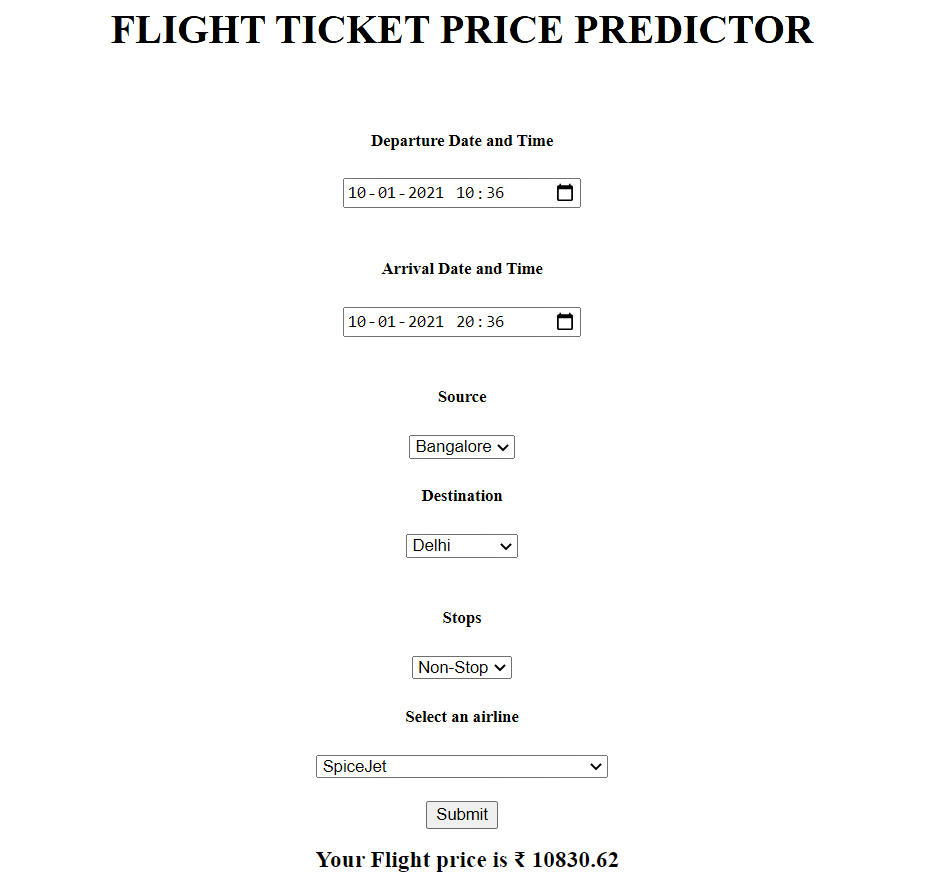 FLIGHT TICKET PRICE PREDICTOR
Departure Date and Time
10-01-2021 10:36
Arrival Date and Time
10-01-2021 20:36
Source
Bangalore
Destination
Delhi
Stops
Non-Stop
Select an airline
SpiceJet
Submit
Your Flight price is ₹ 10830.62